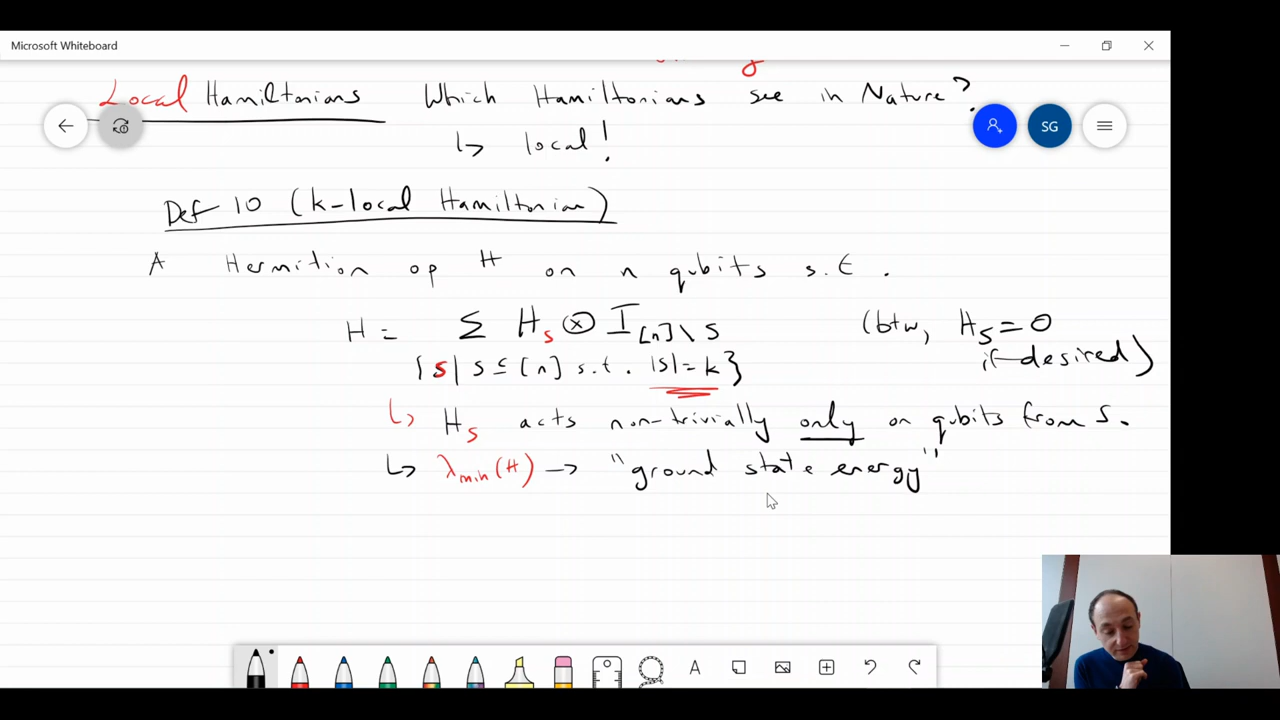 Microsoft Whiteboard
Local Hamiltonians Which Hamiltonians see in Nature?
↳ local!
SG
Def 10 (k-local Hamiltonian)
A Hermition op H on n qubits s.t.
H = Σ H_S ⊗ I_{[n]\S} (btw, H_S = 0
{S | S ⊆ [n] s.t. |S| = k} if desired)
↳ H_S acts non-trivially only on qubits from S.
↳ λ_min(H) → "ground state energy"
A